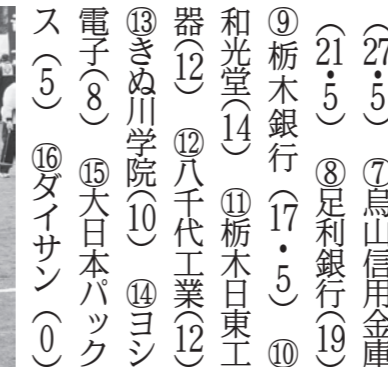 （27・5）　⑦烏山信用金庫
（21・5）　⑧足利銀行（19）
⑨栃木銀行（17・5）　⑩
和光堂（14）　⑪栃木日東工
器（12）　⑫八千代工業（12）
⑬きぬ川学院（10）　⑭ヨシ
電子（8）　⑮大日本パック
ス（5）　⑯ダイサン（0）